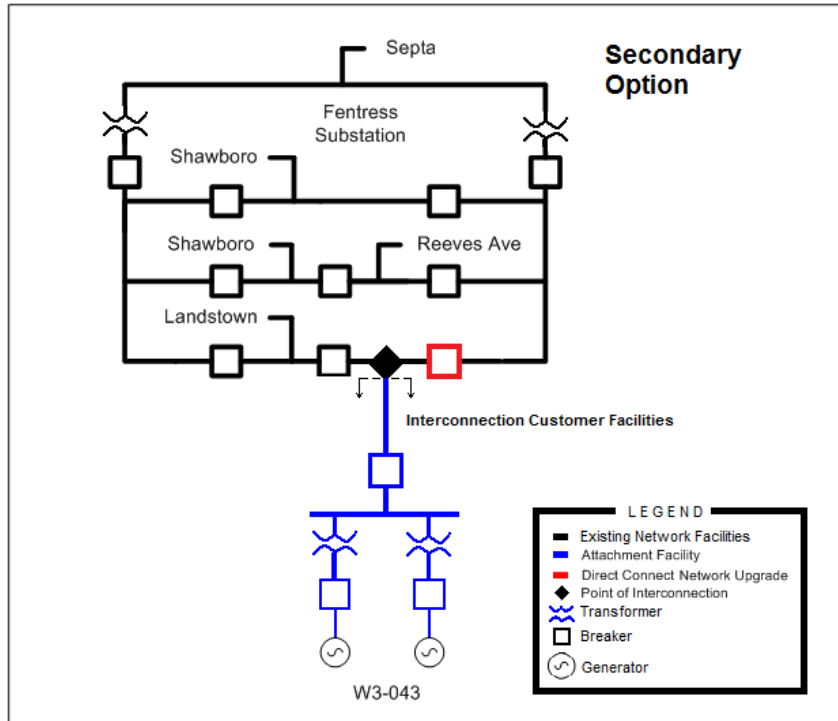 Septa
Secondary
Option
Fentress
Substation
Shawboro
Shawboro
Reeves Ave
Landstown
Interconnection Customer Facilities
LEGEND
Existing Network Facilities
Attachment Facility
Direct Connect Network Upgrade
Point of Interconnection
Transformer
Breaker
Generator
W3-043